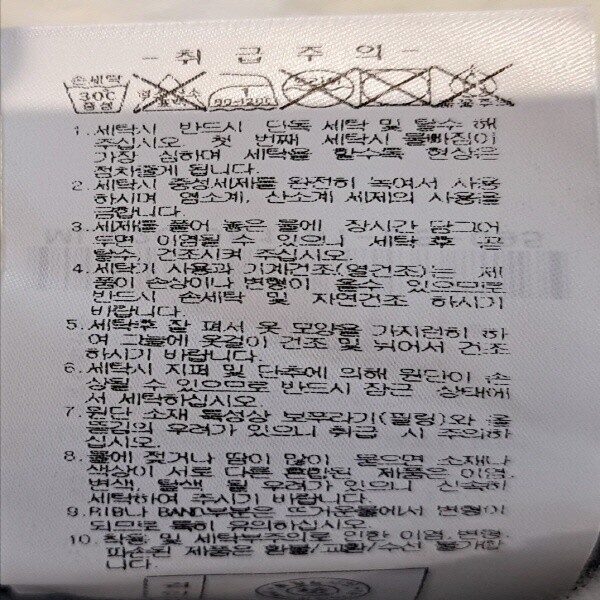 - 취 급 주 의 -
손세탁
30℃
중성
1. 세탁시 반드시 단독 세탁 및 탈수 해
주십시오. 첫 번째 세탁시 물빠짐이
가장 심하며 세탁을 할수록 현상은
점차줄게 됩니다.
2. 세탁시 중성세제를 완전히 녹여서 사용
하시며 염소계, 산소계 세제의 사용을
금합니다.
3. 세제를 풀어 놓은 물에 장시간 담그어
두면 이염될 수 있으니 세탁 후 곧
탈수, 건조시켜 주십시오.
4. 세탁기 사용과 기계건조(열건조)는 제
품이 손상이나 변형이 올수 있으므로
반드시 손세탁 및 자연건조 하시기
바랍니다.
5. 세탁후 잘 펴서 옷 모양을 가지런히 하
여 그늘에 옷걸이 건조 및 뉘어서 건조
하시기 바랍니다.
6. 세탁시 지퍼 및 단추에 의해 원단이 손
상될 수 있으므로 반드시 잠근 상태에
서 세탁하십시오.
7. 원단 소재 특성상 보푸라기(필링)와 올
뜯김의 우려가 있으니 취급 시 주의하
십시오.
8. 물에 젖거나 땀이 많이 묻으면 소재나
색상이 서로 다른 혼합된 제품은 이염,
변색, 탈색 될 우려가 있으니 신속히
세탁하여 주시기 바랍니다.
9. RIB나 BAND부분은 뜨거운물에서 변형이
되므로 특히 유의하십시오.
10. 착용 및 세탁부주의로 인한 이염, 변형,
파손된 제품은 환불/교환/수선 불가합
니다.